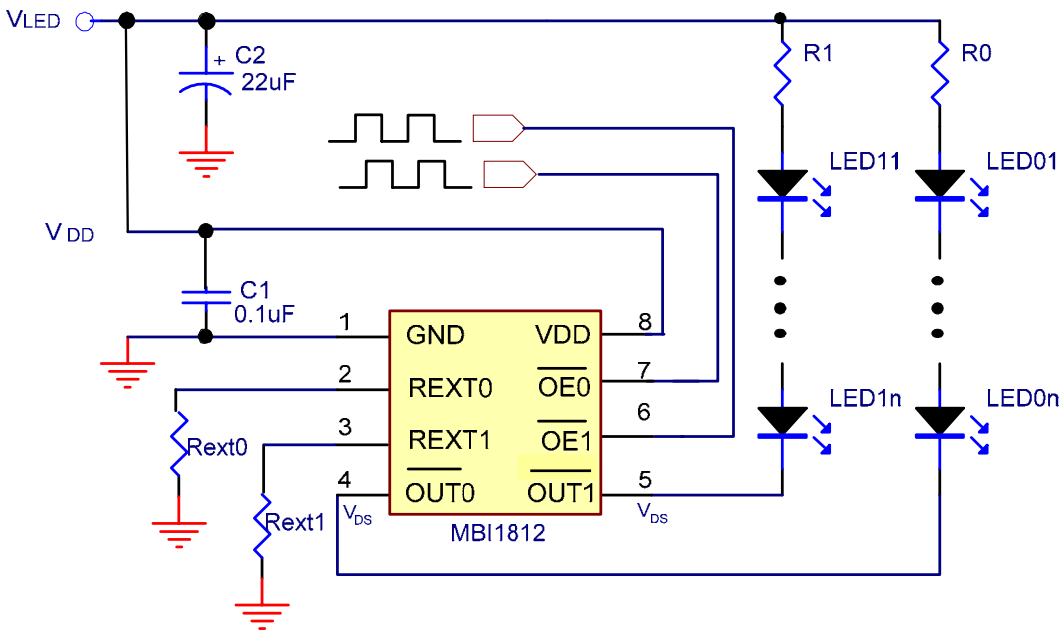 VLED
+ C2
22uF
R1
R0
LED11
LED01
VDD
C1
0.1uF
1
GND
VDD
8
2
REXT0
OE0
7
3
REXT1
OE1
6
4
OUT0
OUT1
5
VDS
VDS
Rext0
Rext1
MBI1812
LED1n
LED0n